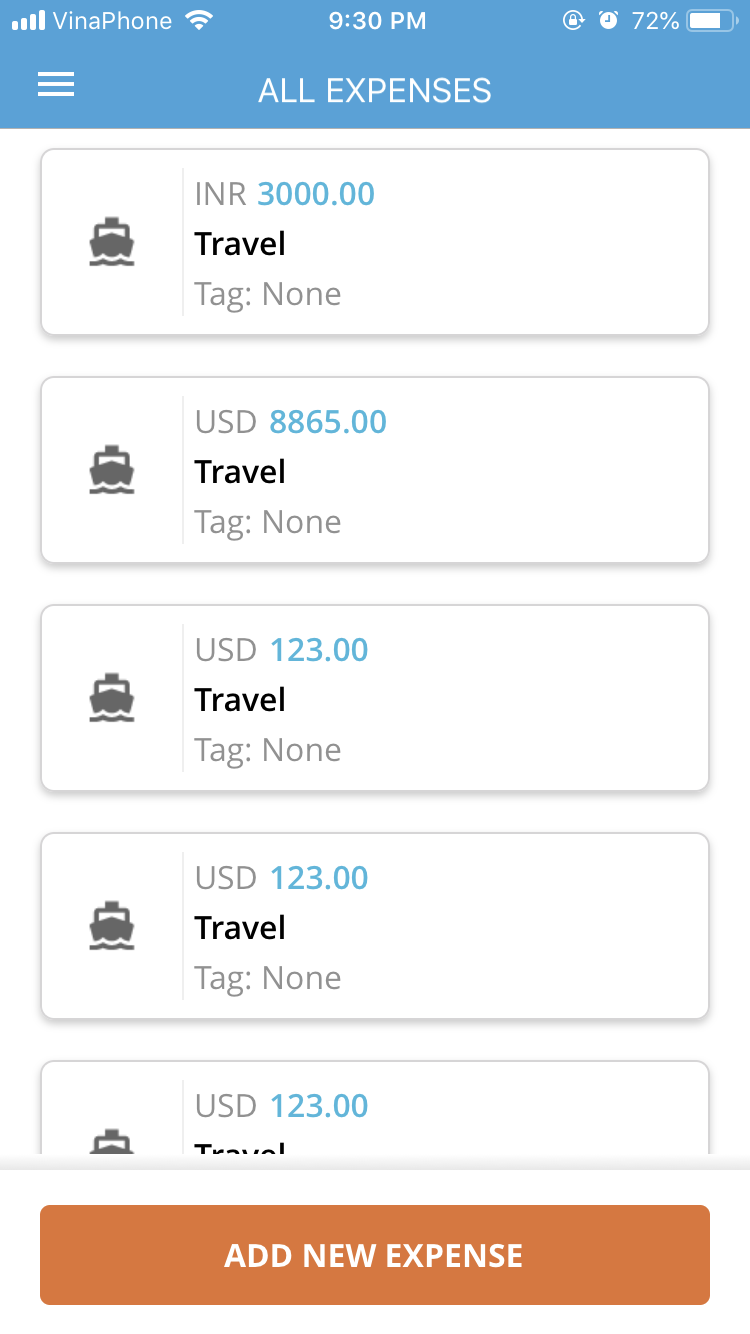 VinaPhone 9:30 PM 72%
ALL EXPENSES
INR 3000.00
Travel
Tag: None
USD 8865.00
Travel
Tag: None
USD 123.00
Travel
Tag: None
USD 123.00
Travel
Tag: None
USD 123.00
Travel
ADD NEW EXPENSE